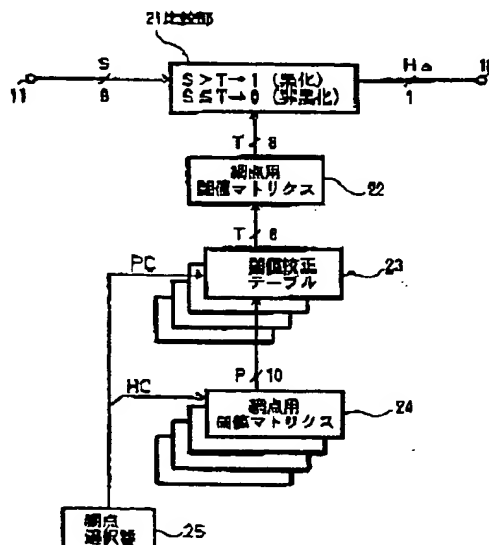 21比較部
S
8
11
S>T→1 (黒化)
S≦T→0 (非黒化)
H
1
T 8
網点用
閾値マトリクス
22
T 8
PC
閾値校正
テーブル
23
P 10
HC
網点用
閾値マトリクス
24
網点
選択
25